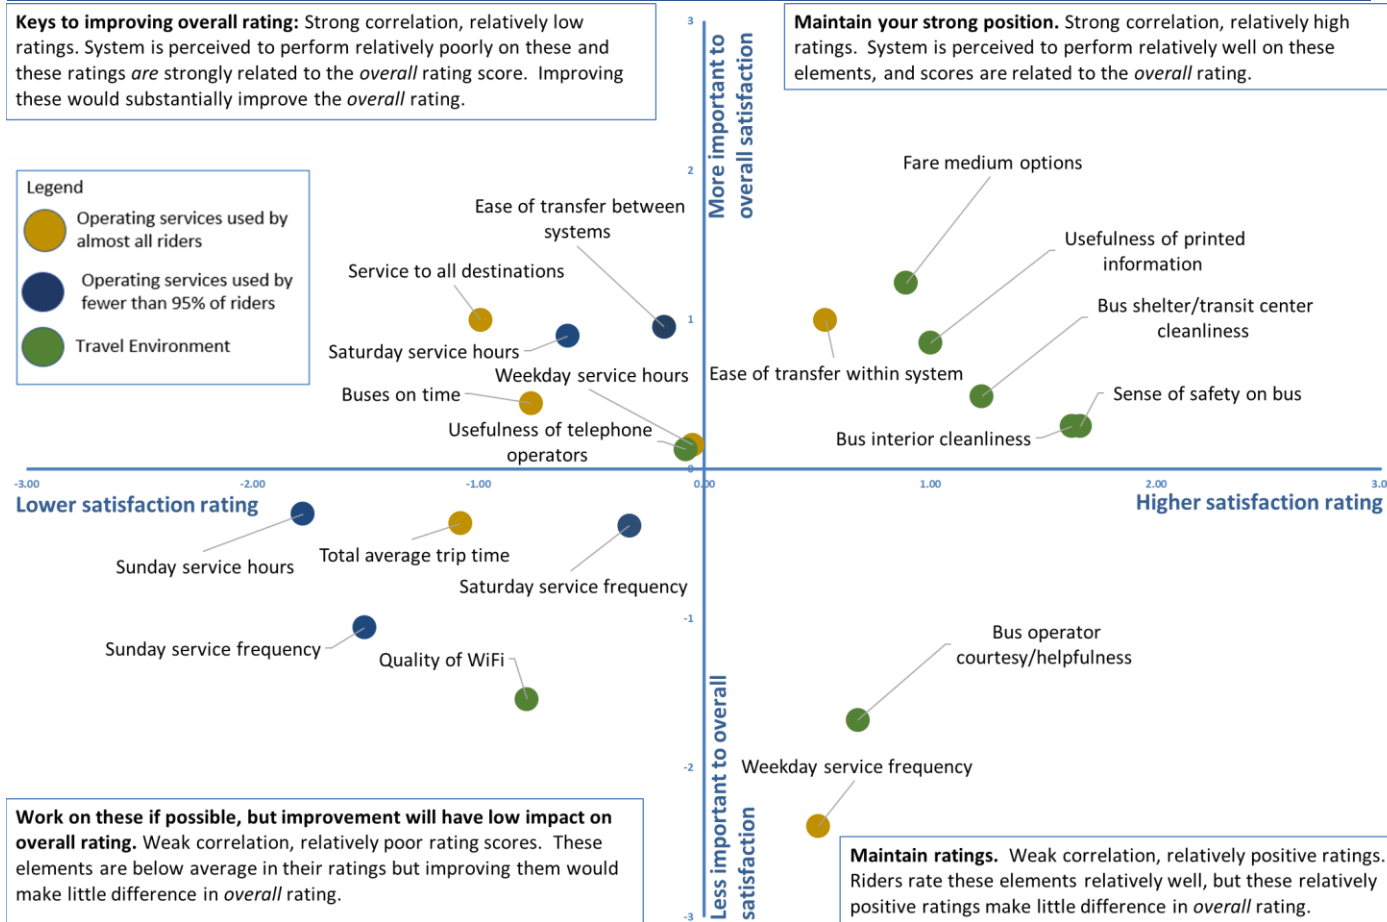 Keys to improving overall rating: Strong correlation, relatively low
ratings. System is perceived to perform relatively poorly on these and
these ratings are strongly related to the overall rating score.  Improving
these would substantially improve the overall rating.
Maintain your strong position. Strong correlation, relatively high
ratings.  System is perceived to perform relatively well on these
elements, and scores are related to the overall rating.
3
More important to
overall satisfaction
2
Legend
Operating services used by
almost all riders
Operating services used by
fewer than 95% of riders
Travel Environment
Fare medium options
Ease of transfer between
systems
Usefulness of printed
information
Service to all destinations
Bus shelter/transit center
cleanliness
1
Saturday service hours
Weekday service hours
Ease of transfer within system
Buses on time
Sense of safety on bus
Usefulness of telephone
operators
Bus interior cleanliness
0
-3.00
-2.00
-1.00
0.00
1.00
2.00
3.0
Lower satisfaction rating
Higher satisfaction rating
Sunday service hours
Total average trip time
Saturday service frequency
-1
Sunday service frequency
Quality of WiFi
Bus operator
courtesy/helpfulness
-2
Weekday service frequency
Less important to overall
satisfaction
Work on these if possible, but improvement will have low impact on
overall rating. Weak correlation, relatively poor rating scores.  These
elements are below average in their ratings but improving them would
make little difference in overall rating.
Maintain ratings.  Weak correlation, relatively positive ratings.
Riders rate these elements relatively well, but these relatively
positive ratings make little difference in overall rating.
-3